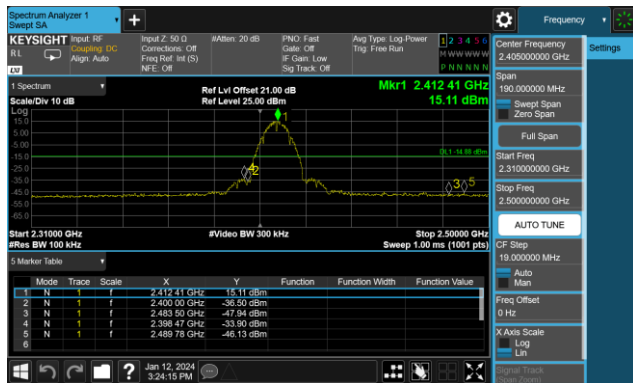 Spectrum Analyzer 1
Swept SA
Frequency
KEYSIGHT
RL
LXI
Input: RF
Coupling: DC
Align: Auto
Input Z: 50 Ω
Corrections: Off
Freq Ref: Int (S)
NFE: Off
#Atten: 20 dB
PNO: Fast
Gate: Off
IF Gain: Low
Sig Track: Off
Avg Type: Log-Power
Trig: Free Run
1 2 3 4 5 6
M W W W W W
P N N N N N
1 Spectrum
Scale/Div 10 dB
Ref Lvl Offset 21.00 dB
Ref Level 25.00 dBm
Mkr1 2.412 41 GHz
15.11 dBm
Log
15.0
5.00
-5.00
-15.0
-25.0
-35.0
-45.0
-55.0
-65.0
1
DL1 -14.88 dBm
4
2
3
5
Start 2.31000 GHz
#Res BW 100 kHz
#Video BW 300 kHz
Stop 2.50000 GHz
Sweep 1.00 ms (1001 pts)
5 Marker Table
Mode Trace Scale X Y Function Function Width Function Value
1 N 1 f 2.412 41 GHz 15.11 dBm
2 N 1 f 2.400 00 GHz -36.50 dBm
3 N 1 f 2.483 50 GHz -47.94 dBm
4 N 1 f 2.398 47 GHz -33.90 dBm
5 N 1 f 2.489 78 GHz -46.13 dBm
6
?
Jan 12, 2024
3:24:15 PM
Center Frequency
2.405000000 GHz
Settings
Span
190.000000 MHz
Swept Span
Zero Span
Full Span
Start Freq
2.310000000 GHz
Stop Freq
2.500000000 GHz
AUTO TUNE
CF Step
19.000000 MHz
Auto
Man
Freq Offset
0 Hz
X Axis Scale
Log
Lin
Signal Track
(Span Zoom)